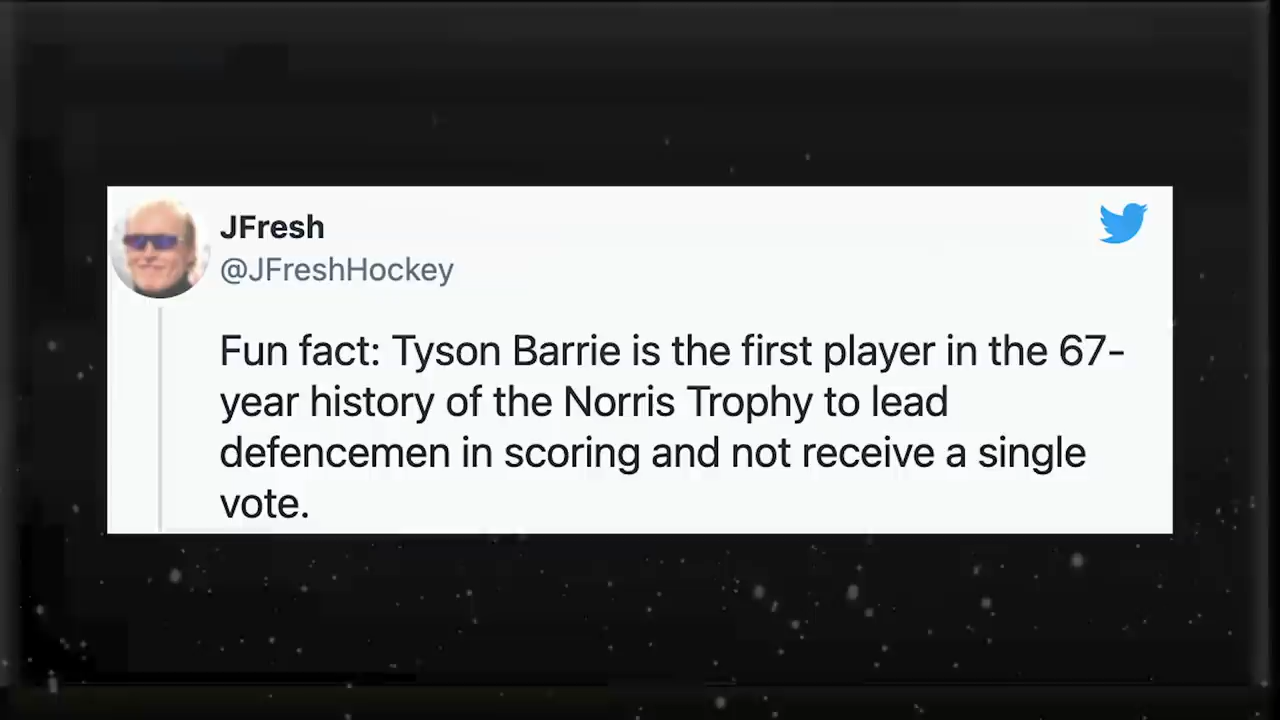 JFresh
@JFreshHockey
Fun fact: Tyson Barrie is the first player in the 67-
year history of the Norris Trophy to lead
defencemen in scoring and not receive a single
vote.